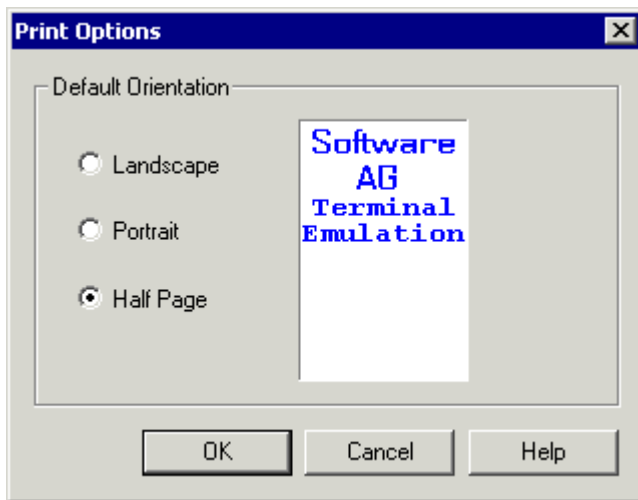 Print Options
Default Orientation
Landscape
Portrait
Half Page
Software
AG
Terminal
Emulation
OK
Cancel
Help